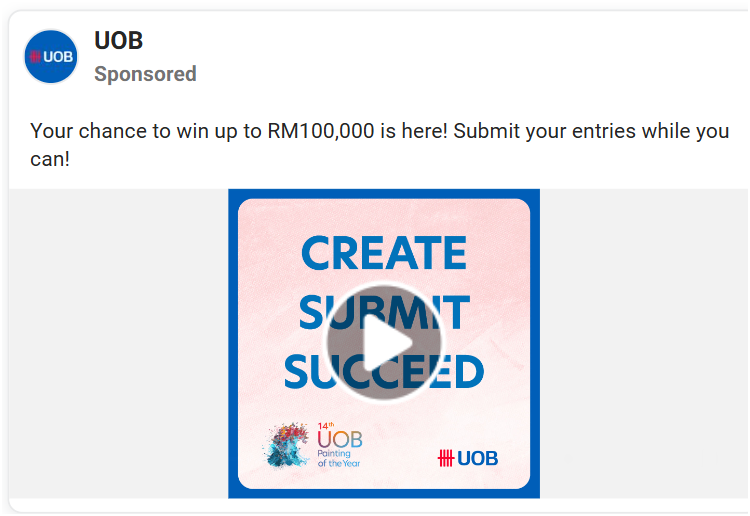 UOB
UOB
Sponsored
Your chance to win up to RM100,000 is here! Submit your entries while you
can!
CREATE
SUBMIT
SUCCEED
14th
UOB
Painting
of the Year
UOB